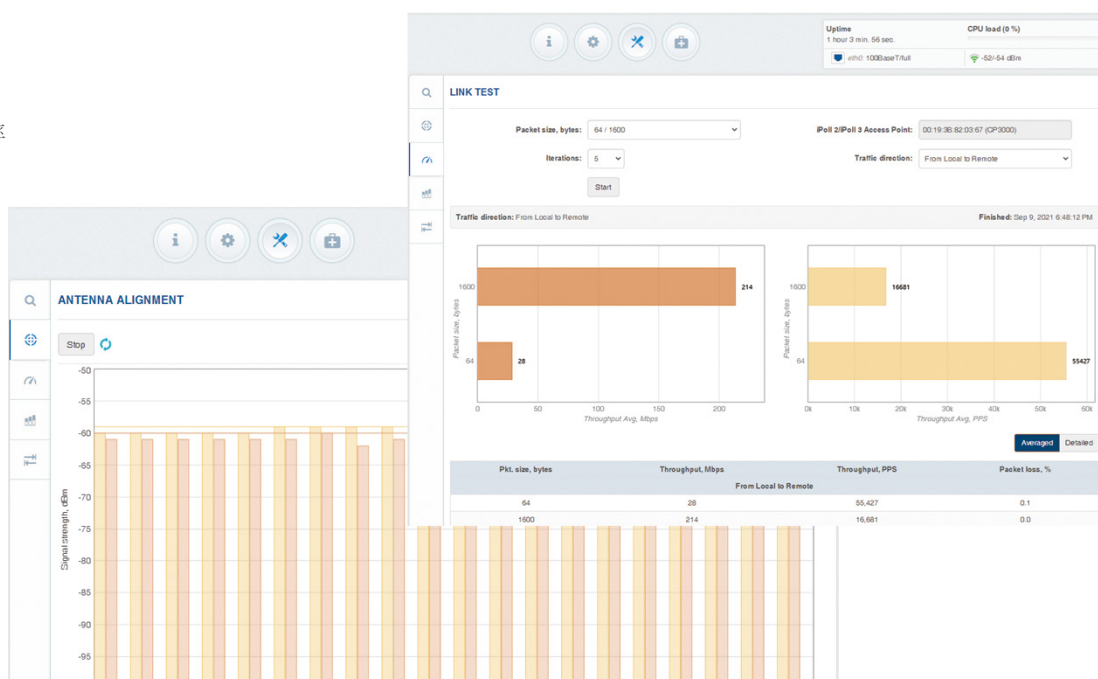 Uptime
1 hour 3 min. 56 sec.
CPU load (0 %)
eth0: 100BaseT/full
-52/-54 dBm
LINK TEST
Packet size, bytes: 64 / 1600
iPoll 2/iPoll 3 Access Point: 00:19:3B:82:03:67 (CP3000)
Iterations: 5
Traffic direction: From Local to Remote
Start
Traffic direction: From Local to Remote
Finished: Sep 9, 2021 6:48:12 PM
1600
214
64
28
Packet size, bytes
0 50 100 150 200
Throughput Avg, Mbps
1600
16681
64
55427
Packet size, bytes
0k 10k 20k 30k 40k 50k 60k
Throughput Avg, PPS
Averaged Detailed
Pkt. size, bytes Throughput, Mbps Throughput, PPS Packet loss, %
From Local to Remote
64 28 55,427 0.1
1600 214 16,681 0.0
ANTENNA ALIGNMENT
Stop
Signal strength, dBm
-50
-55
-60
-65
-70
-75
-80
-85
-90
-95